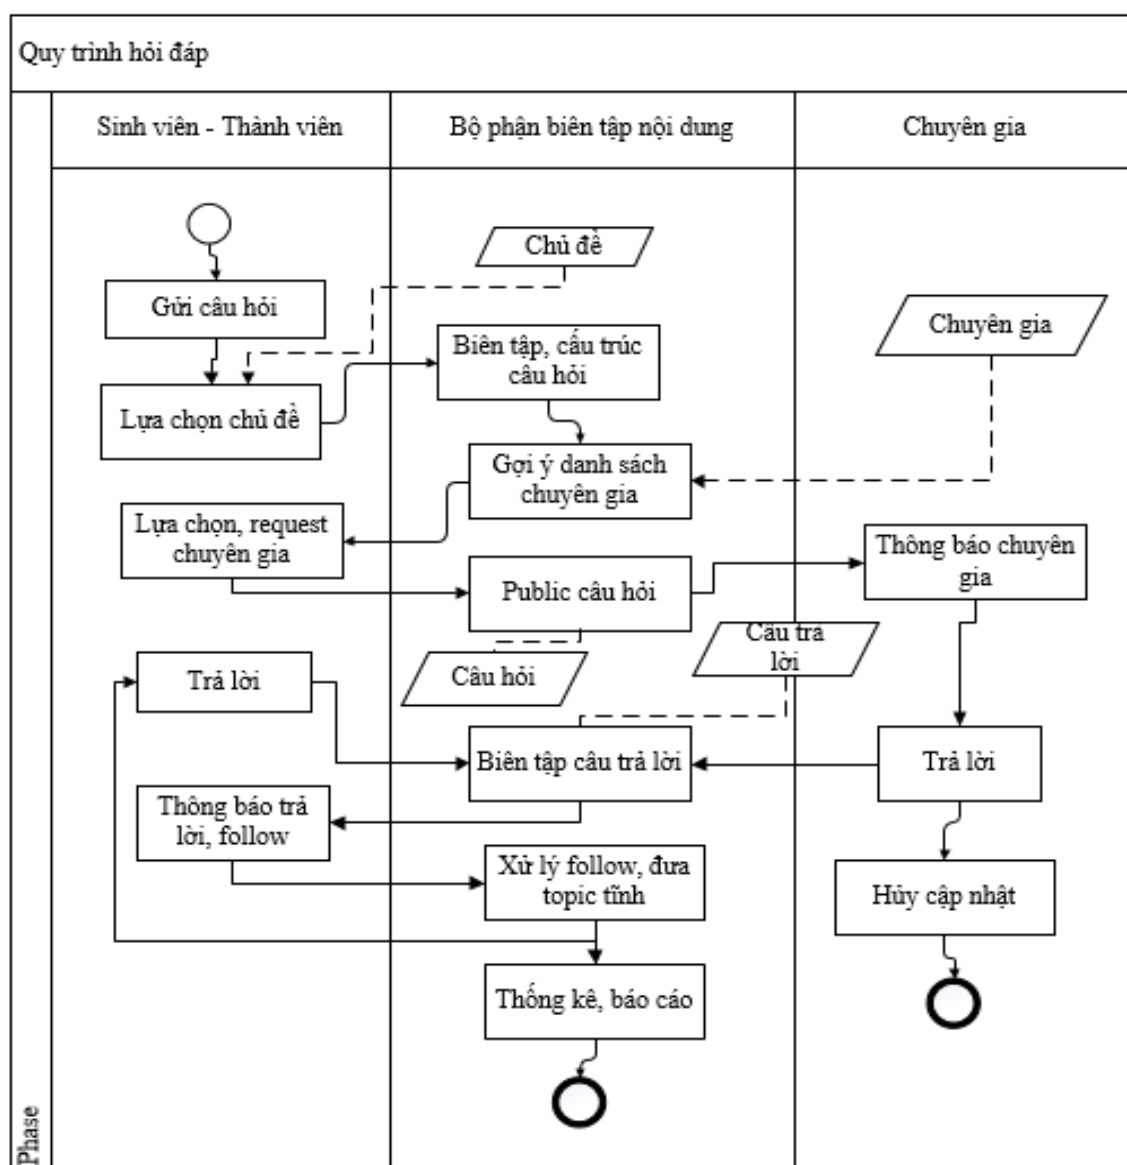 Quy trình hỏi đáp
Sinh viên - Thành viên
Bộ phận biên tập nội dung
Chuyên gia
Chủ đề
Gửi câu hỏi
Chuyên gia
Biên tập, cấu trúc
câu hỏi
Lựa chọn chủ đề
Gợi ý danh sách
chuyên gia
Lựa chọn, request
chuyên gia
Thông báo chuyên
gia
Public câu hỏi
Câu trả
lời
Câu hỏi
Trả lời
Biên tập câu trả lời
Trả lời
Thông báo trả
lời, follow
Xử lý follow, đưa
topic tĩnh
Hủy cập nhật
Thống kê, báo cáo
Phase